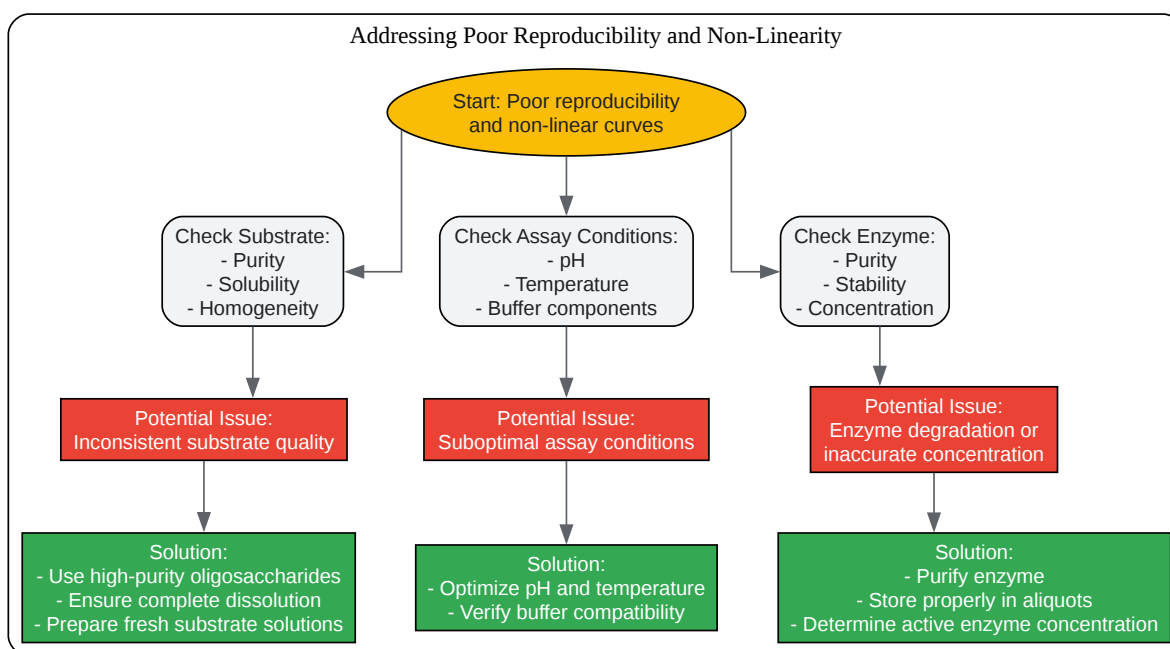 Addressing Poor Reproducibility and Non-Linearity
Start: Poor reproducibility
and non-linear curves
Check Substrate:
- Purity
- Solubility
- Homogeneity
Check Assay Conditions:
- pH
- Temperature
- Buffer components
Check Enzyme:
- Purity
- Stability
- Concentration
Potential Issue:
Inconsistent substrate quality
Potential Issue:
Suboptimal assay conditions
Potential Issue:
Enzyme degradation or
inaccurate concentration
Solution:
- Use high-purity oligosaccharides
- Ensure complete dissolution
- Prepare fresh substrate solutions
Solution:
- Optimize pH and temperature
- Verify buffer compatibility
Solution:
- Purify enzyme
- Store properly in aliquots
- Determine active enzyme concentration